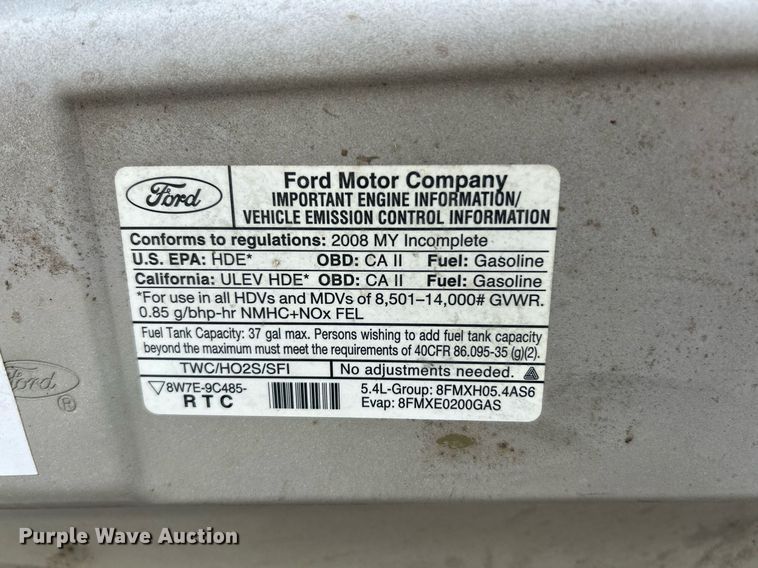 Ford
Ford Motor Company
IMPORTANT ENGINE INFORMATION/
VEHICLE EMISSION CONTROL INFORMATION
Conforms to regulations: 2008 MY Incomplete
U.S. EPA: HDE* OBD: CA II Fuel: Gasoline
California: ULEV HDE* OBD: CA II Fuel: Gasoline
*For use in all HDVs and MDVs of 8,501-14,000# GVWR.
0.85 g/bhp-hr NMHC+NOx FEL
Fuel Tank Capacity: 37 gal max. Persons wishing to add fuel tank capacity
beyond the maximum must meet the requirements of 40CFR 86.095-35 (g)(2).
TWC/HO2S/SFI No adjustments needed.
8W7E-9C485-
RTC
5.4L-Group: 8FMXH05.4AS6
Evap: 8FMXE0200GAS
Ford
®
Purple Wave Auction